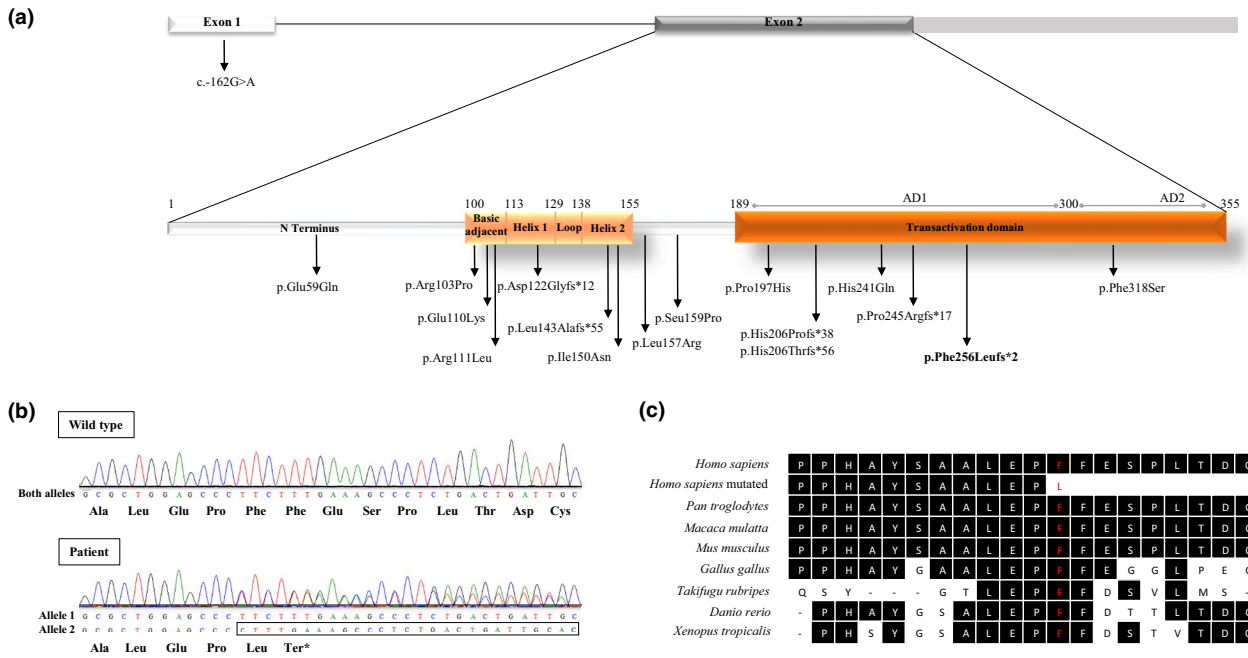 (a)
Exon 1
Exon 2
c.-162G>A
1
100 113 129 138 155
189
AD1
300
AD2
355
N Terminus
Basic adjacent
Helix 1
Loop
Helix 2
Transactivation domain
p.Glu59Gln
p.Arg103Pro
p.Glu110Lys
p.Arg111Leu
p.Asp122Glyfs*12
p.Leu143Alafs*55
p.Ile150Asn
p.Leu157Arg
p.Seu159Pro
p.Pro197His
p.His206Profs*38
p.His206Thrfs*56
p.His241Gln
p.Pro245Argfs*17
p.Phe256Leufs*2
p.Phe318Ser
(b)
Wild type
Both alleles G C G C T G G A G C C C T T C T T T G A A A G C C C T C T G A C T G A T T G C
Ala Leu Glu Pro Phe Phe Glu Ser Pro Leu Thr Asp Cys
Patient
Allele 1 G C G C T G G A G C C C T T C T T T G A A A G C C C T C T G A C T G A T T G C
Allele 2 G C G C T G G A G C C C C T T T G A A A G C C C T C T G A C T G A T T G C A C
Ala Leu Glu Pro Leu Ter*
(c)
Homo sapiens P P H A Y S A A L E P F F E S P L T D C
Homo sapiens mutated P P H A Y S A A L E P L
Pan troglodytes P P H A Y S A A L E P F F E S P L T D C
Macaca mulatta P P H A Y S A A L E P F F E S P L T D C
Mus musculus P P H A Y S A A L E P F F E S P L T D C
Gallus gallus P P H A Y G A A L E P F F E G G L P E C
Takifugu rubripes Q S Y - - - G T L E P F F D S V L M S -
Danio rerio - P H A Y G S A L E P F F D T T L T D C
Xenopus tropicalis - P H S Y G S A L E P F F D S T V T D C